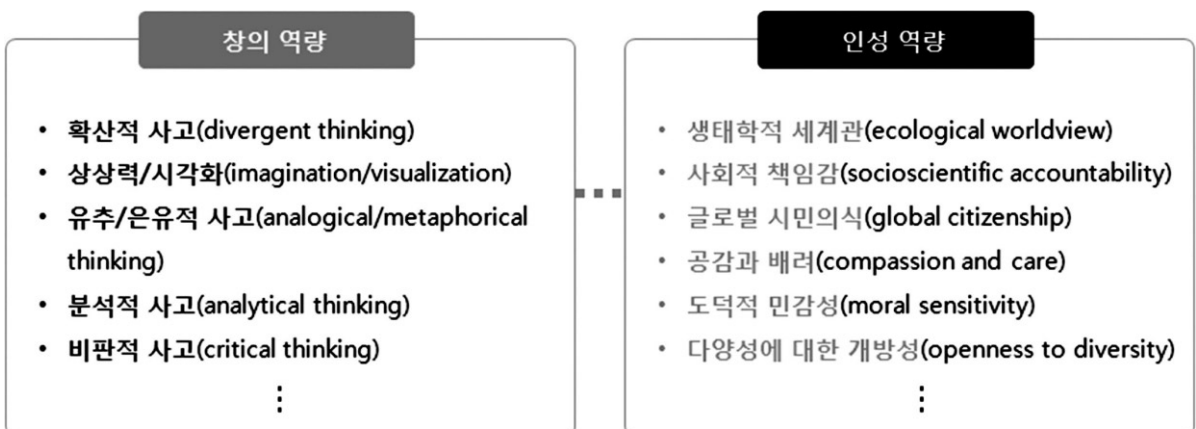 창의 역량
• 확산적 사고(divergent thinking)
• 상상력/시각화(imagination/visualization)
• 유추/은유적 사고(analogical/metaphorical
thinking)
• 분석적 사고(analytical thinking)
• 비판적 사고(critical thinking)
⋮
인성 역량
• 생태학적 세계관(ecological worldview)
• 사회적 책임감(socioscientific accountability)
• 글로벌 시민의식(global citizenship)
• 공감과 배려(compassion and care)
• 도덕적 민감성(moral sensitivity)
• 다양성에 대한 개방성(openness to diversity)
⋮